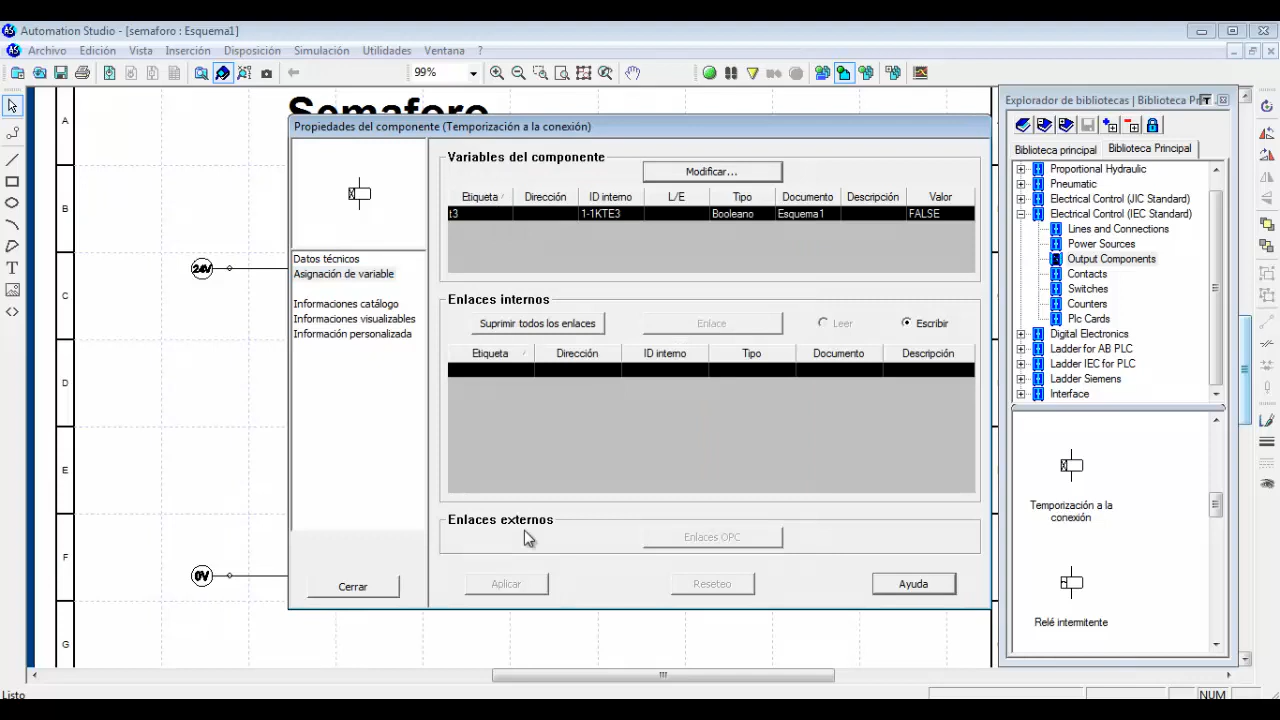 Automation Studio - [semaforo : Esquema1]
Archivo Edición Vista Inserción Disposición Simulación Utilidades Ventana ?
99%
Semaforo
A
B
C
D
E
F
G
24V
0V
Propiedades del componente (Temporización a la conexión)
Datos técnicos
Asignación de variable
Informaciones catálogo
Informaciones visualizables
Información personalizada
Cerrar
Variables del componente
Modificar...
Etiqueta Dirección ID interno L/E Tipo Documento Descripción Valor
t3 1-1KTE3 Booleano Esquema1 FALSE
Enlaces internos
Suprimir todos los enlaces Enlace Leer Escribir
Etiqueta Dirección ID interno Tipo Documento Descripción
Enlaces externos
Enlaces OPC
Aplicar Reseteo Ayuda
Explorador de bibliotecas | Biblioteca
Biblioteca principal Biblioteca Principal
Proportional Hydraulic
Pneumatic
Electrical Control (JIC Standard)
Electrical Control (IEC Standard)
Lines and Connections
Power Sources
Output Components
Contacts
Switches
Counters
Plc Cards
Digital Electronics
Ladder for AB PLC
Ladder IEC for PLC
Ladder Siemens
Interface
Temporización a la
conexión
Relé intermitente
Listo
NUM